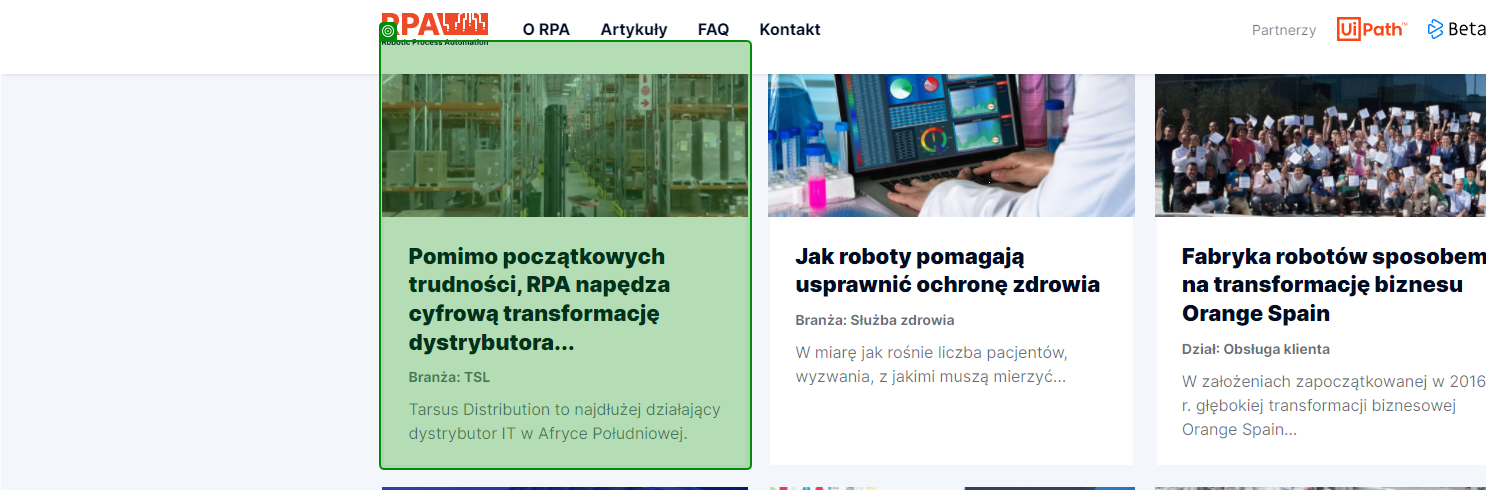 RPA
Robotic Process Automation
O RPA
Artykuły
FAQ
Kontakt
Partnerzy
UiPath™
Beta
Pomimo początkowych
trudności, RPA napędza
cyfrową transformację
dystrybutora...
Branża: TSL
Tarsus Distribution to najdłużej działający
dystrybutor IT w Afryce Południowej.
Jak roboty pomagają
usprawnić ochronę zdrowia
Branża: Służba zdrowia
W miarę jak rośnie liczba pacjentów,
wyzwania, z jakimi muszą mierzyć...
Fabryka robotów sposobem
na transformację biznesu
Orange Spain
Dział: Obsługa klienta
W założeniach zapoczątkowanej w 2016
r. głębokiej transformacji biznesowej
Orange Spain...